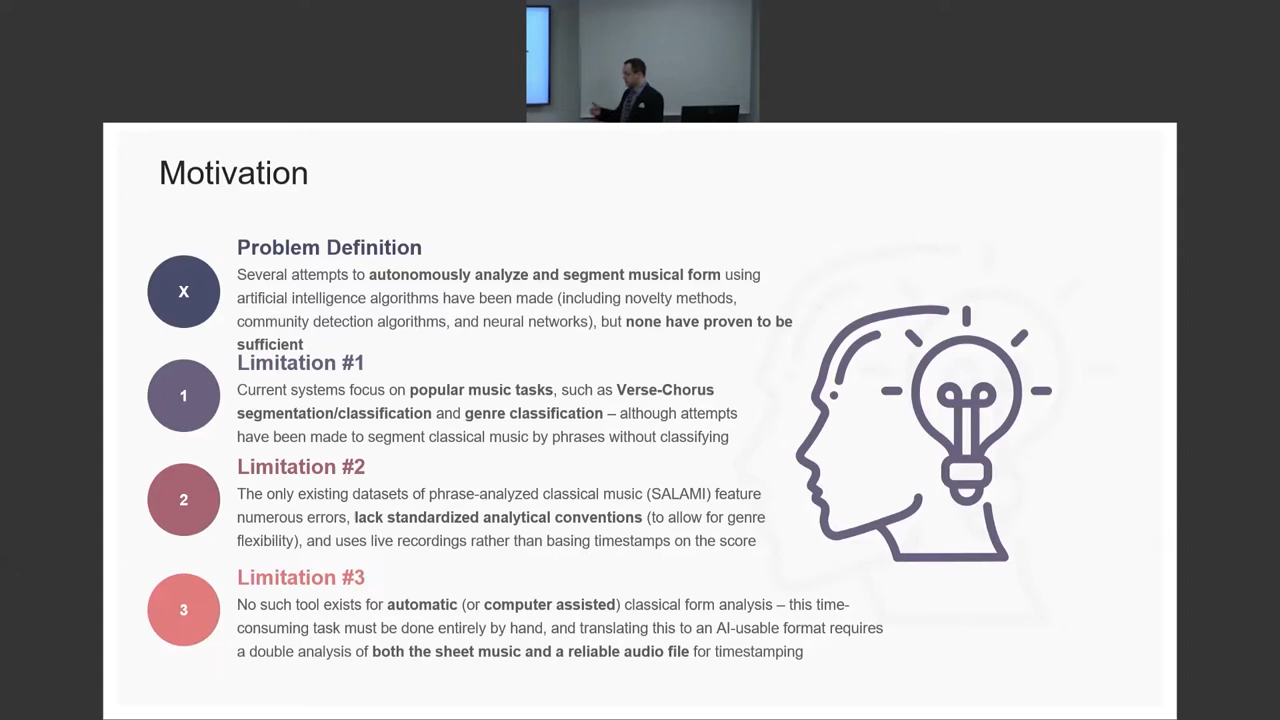 Motivation
Problem Definition
X
Several attempts to autonomously analyze and segment musical form using
artificial intelligence algorithms have been made (including novelty methods,
community detection algorithms, and neural networks), but none have proven to be
sufficient
Limitation #1
1
Current systems focus on popular music tasks, such as Verse-Chorus
segmentation/classification and genre classification – although attempts
have been made to segment classical music by phrases without classifying
Limitation #2
2
The only existing datasets of phrase-analyzed classical music (SALAMI) feature
numerous errors, lack standardized analytical conventions (to allow for genre
flexibility), and uses live recordings rather than basing timestamps on the score
Limitation #3
3
No such tool exists for automatic (or computer assisted) classical form analysis – this time-
consuming task must be done entirely by hand, and translating this to an AI-usable format requires
a double analysis of both the sheet music and a reliable audio file for timestamping